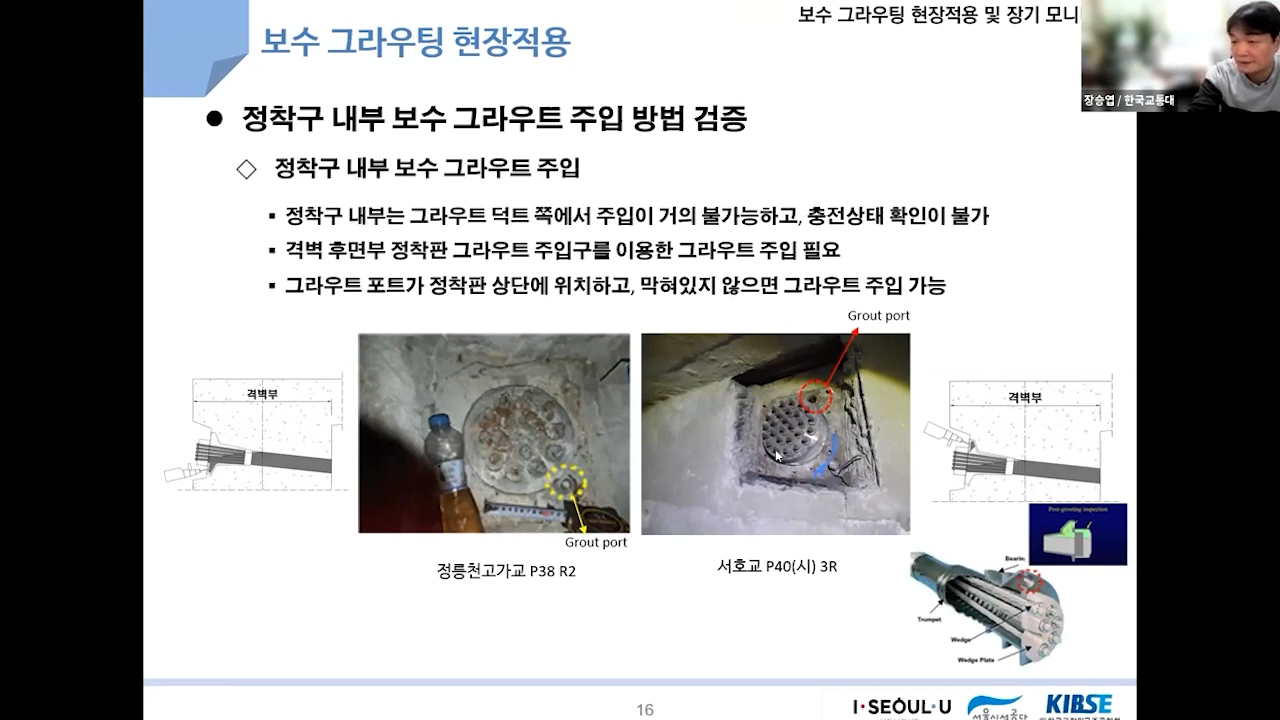 보수 그라우팅 현장적용 및 장기 모니
보수 그라우팅 현장적용
장승엽 / 한국교통대
● 정착구 내부 보수 그라우트 주입 방법 검증
◇ 정착구 내부 보수 그라우트 주입
▪ 정착구 내부는 그라우트 덕트 쪽에서 주입이 거의 불가능하고, 충전상태 확인이 불가
▪ 격벽 후면부 정착판 그라우트 주입구를 이용한 그라우트 주입 필요
▪ 그라우트 포트가 정착판 상단에 위치하고, 막혀있지 않으면 그라우트 주입 가능
Grout port
격벽부
격벽부
Grout port
정릉천고가교 P38 R2
서호교 P40(시) 3R
Post-grouting inspection
Bearin
Trumpet
Wedge
Wedge Plate
16
I·SEOUL·U
서울시설공단
KIBSE